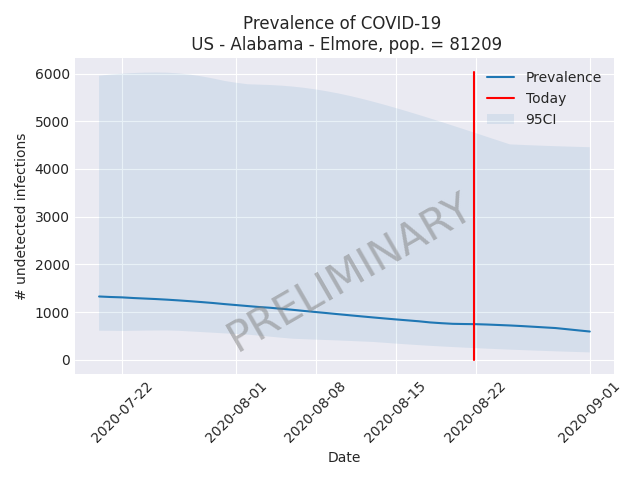 Prevalence of COVID-19
US - Alabama - Elmore, pop. = 81209
Prevalence
Today
95CI
# undetected infections
6000
5000
4000
3000
2000
1000
0
PRELIMINARY
2020-07-22
2020-08-01
2020-08-08
2020-08-15
2020-08-22
2020-09-01
Date